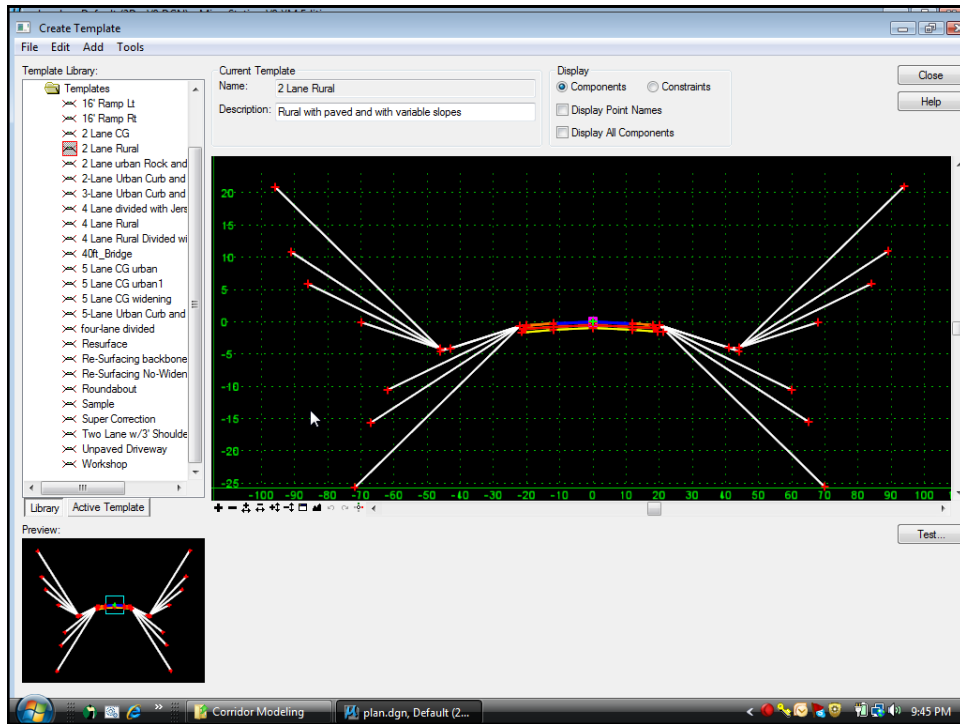 Create Template
File Edit Add Tools
Template Library:
Templates
16' Ramp Lt
16' Ramp Rt
2 Lane CG
2 Lane Rural
2 Lane urban Rock and
2-Lane Urban Curb and
3-Lane Urban Curb and
4 Lane divided with Jers
4 Lane Rural
4 Lane Rural Divided wi
40ft_Bridge
5 Lane CG urban
5 Lane CG urban1
5 Lane CG widening
5-Lane Urban Curb and
four-lane divided
Resurface
Re-Surfacing backbone
Re-Surfacing No-Widen
Roundabout
Sample
Super Correction
Two Lane w/3' Shoulde
Unpaved Driveway
Workshop
Library Active Template
Current Template
Name: 2 Lane Rural
Description: Rural with paved and with variable slopes
Display
Components Constraints
Display Point Names
Display All Components
Close
Help
20
15
10
5
0
-5
-10
-15
-20
-25
-100 -90 -80 -70 -60 -50 -40 -30 -20 -10 0 10 20 30 40 50 60 70 80 90 100
Test...
Preview:
Corridor Modeling
plan.dgn, Default (2...
9:45 PM